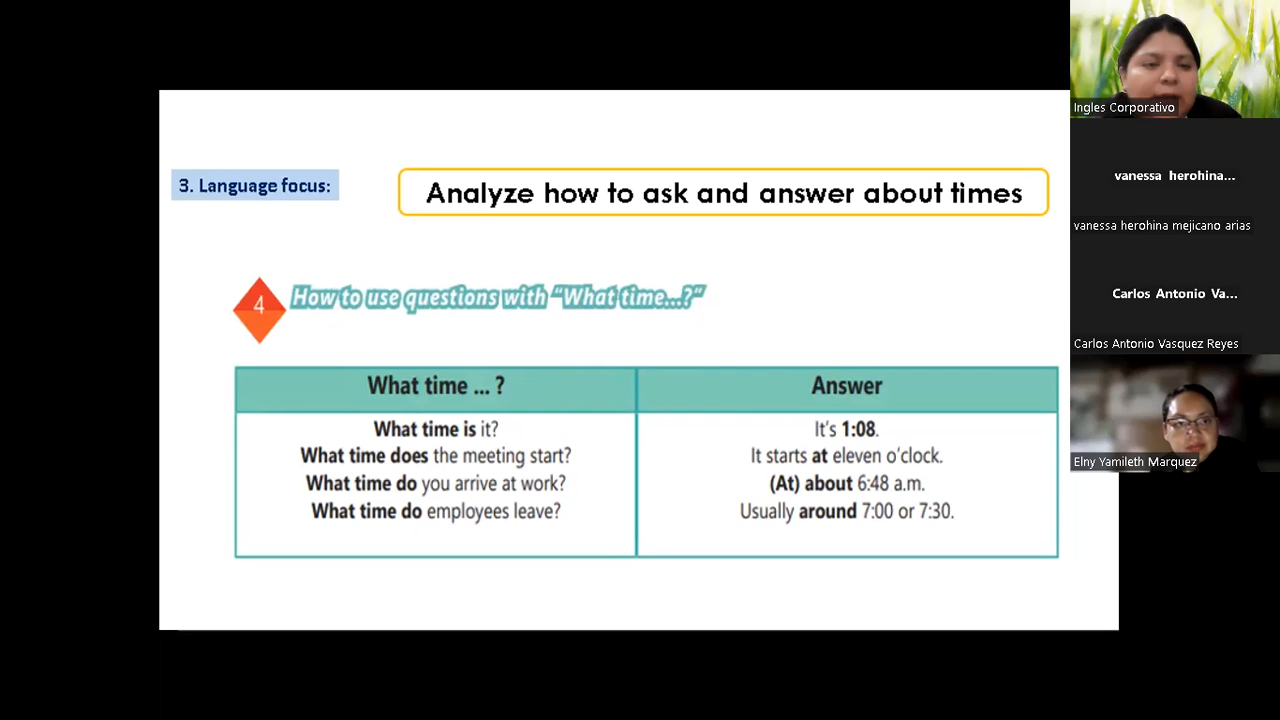 3. Language focus:
Analyze how to ask and answer about times
4
How to use questions with “What time...?”
What time ... ?
Answer
What time is it?
It's 1:08.
What time does the meeting start?
It starts at eleven o'clock.
What time do you arrive at work?
(At) about 6:48 a.m.
What time do employees leave?
Usually around 7:00 or 7:30.
Ingles Corporativo
vanessa herohina...
vanessa herohina mejicano arias
Carlos Antonio Va...
Carlos Antonio Vasquez Reyes
Elny Yamileth Marquez